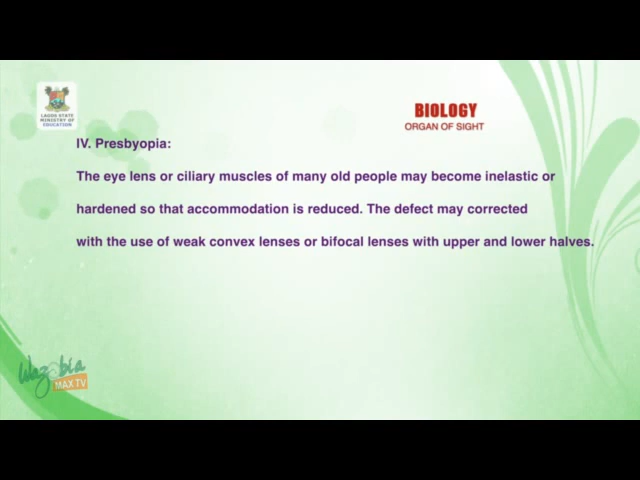 LAGOS STATE
MINISTRY OF
EDUCATION
BIOLOGY
ORGAN OF SIGHT
IV. Presbyopia:
The eye lens or ciliary muscles of many old people may become inelastic or
hardened so that accommodation is reduced. The defect may corrected
with the use of weak convex lenses or bifocal lenses with upper and lower halves.
Wazobia
MAX TV